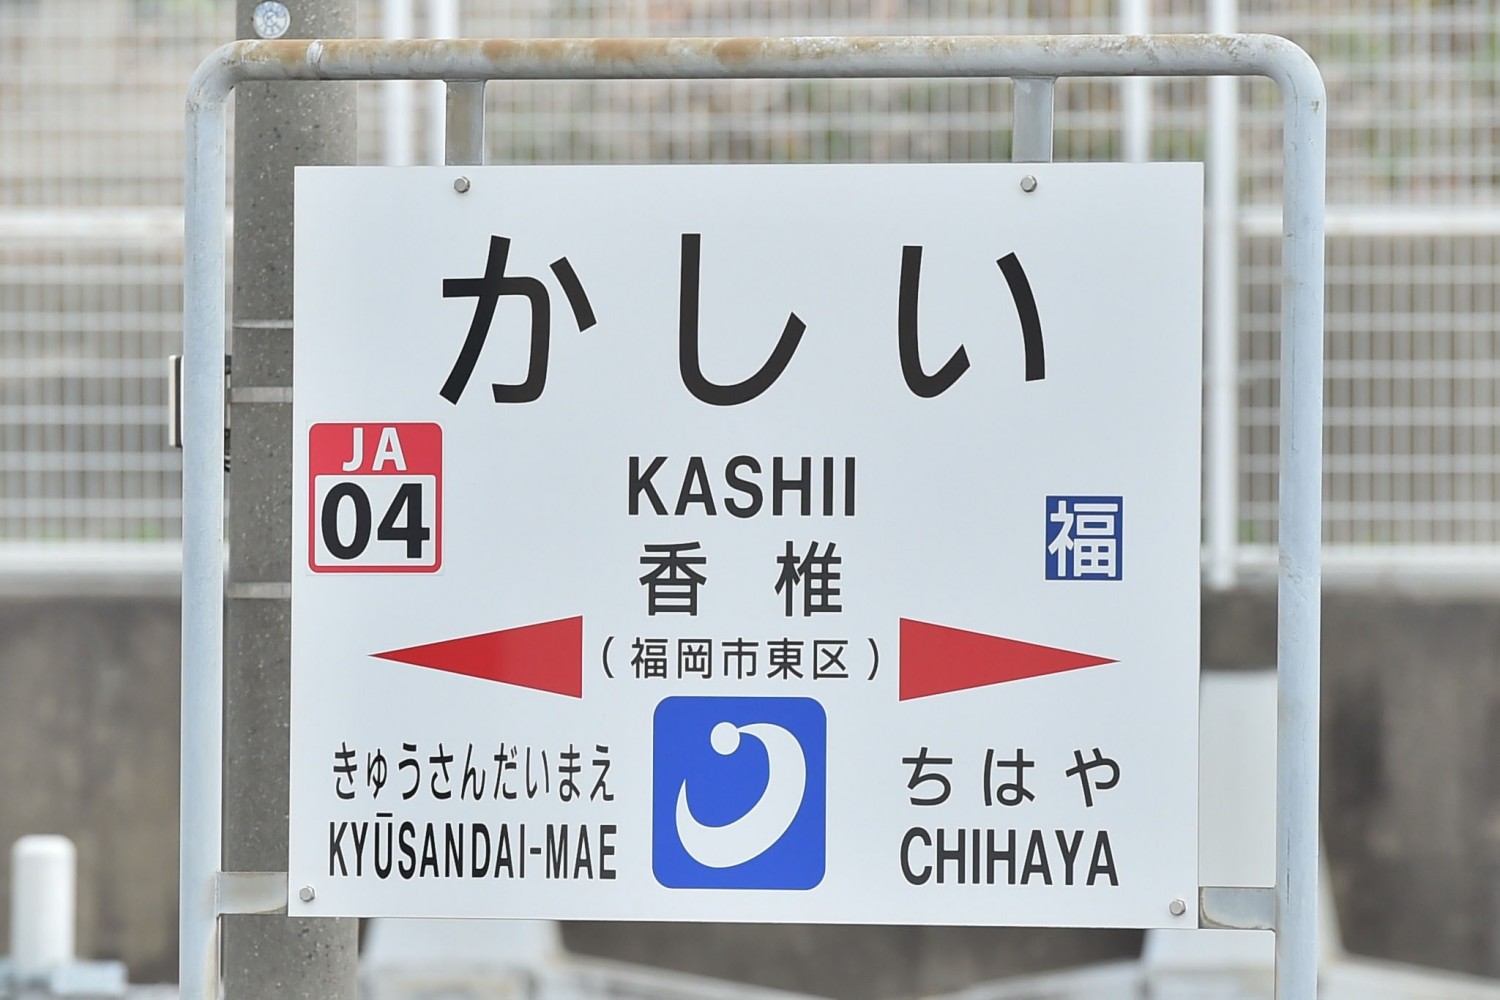 かしい
JA
04
KASHII
香椎
福
（福岡市東区）
きゅうさんだいまえ
KYŪSANDAI-MAE
ちはや
CHIHAYA